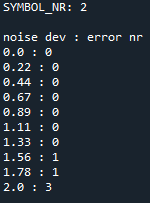 SYMBOL_NR: 2
noise dev : error nr
0.0 : 0
0.22 : 0
0.44 : 0
0.67 : 0
0.89 : 0
1.11 : 0
1.33 : 0
1.56 : 1
1.78 : 1
2.0 : 3